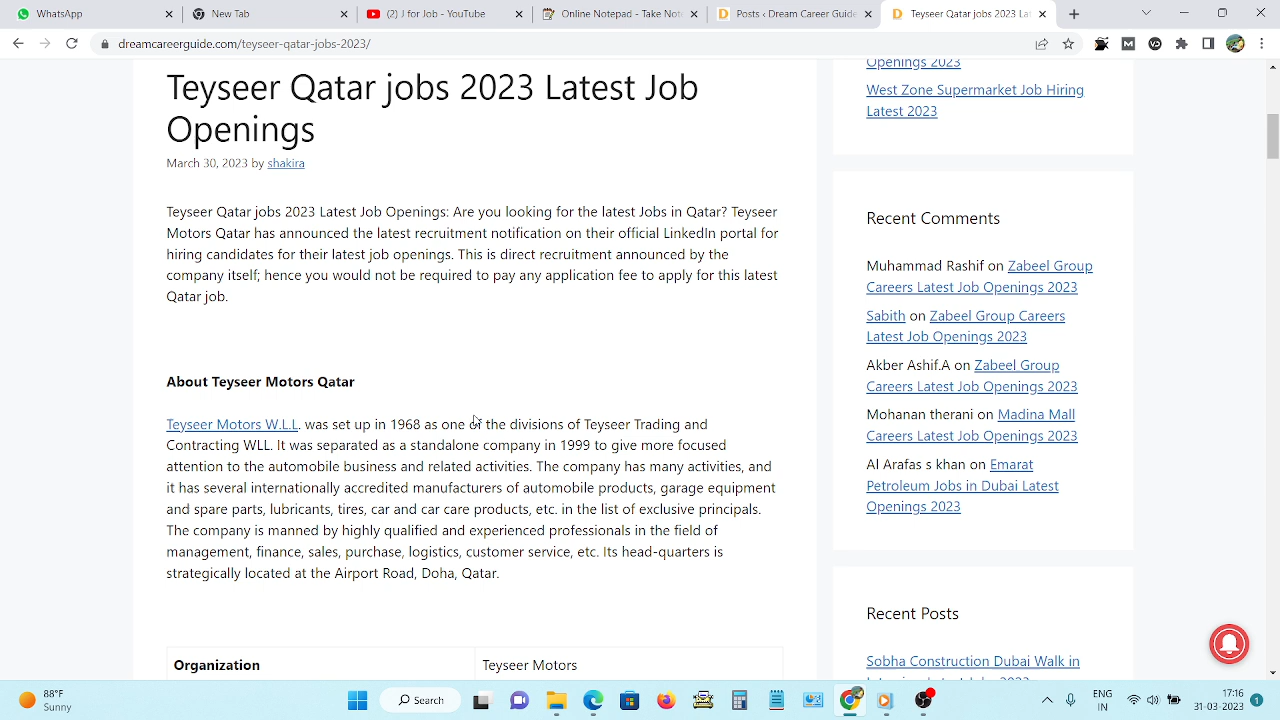 WhatsApp
New Tab
(2) J for Job - YouTube
Online Notepad - Take Not
Posts ‹ Dream Career Guide
Teyseer Qatar jobs 2023 Lat
dreamcareerguide.com/teyseer-qatar-jobs-2023/
Teyseer Qatar jobs 2023 Latest Job
Openings
March 30, 2023 by shakira
Teyseer Qatar jobs 2023 Latest Job Openings: Are you looking for the latest Jobs in Qatar? Teyseer
Motors Qatar has announced the latest recruitment notification on their official LinkedIn portal for
hiring candidates for their latest job openings. This is direct recruitment announced by the
company itself; hence you would not be required to pay any application fee to apply for this latest
Qatar job.
About Teyseer Motors Qatar
Teyseer Motors W.L.L. was set up in 1968 as one of the divisions of Teyseer Trading and
Contracting WLL. It was separated as a standalone company in 1999 to give more focused
attention to the automobile business and related activities. The company has many activities, and
it has several internationally accredited manufacturers of automobile products, garage equipment
and spare parts, lubricants, tires, car and car care products, etc. in the list of exclusive principals.
The company is manned by highly qualified and experienced professionals in the field of
management, finance, sales, purchase, logistics, customer service, etc. Its head-quarters is
strategically located at the Airport Road, Doha, Qatar.
Organization
Teyseer Motors
Openings 2023
West Zone Supermarket Job Hiring
Latest 2023
Recent Comments
Muhammad Rashif on Zabeel Group
Careers Latest Job Openings 2023
Sabith on Zabeel Group Careers
Latest Job Openings 2023
Akber Ashif.A on Zabeel Group
Careers Latest Job Openings 2023
Mohanan therani on Madina Mall
Careers Latest Job Openings 2023
Al Arafas s khan on Emarat
Petroleum Jobs in Dubai Latest
Openings 2023
Recent Posts
Sobha Construction Dubai Walk in
88°F
Sunny
Search
ENG
IN
17:16
31-03-2023
1